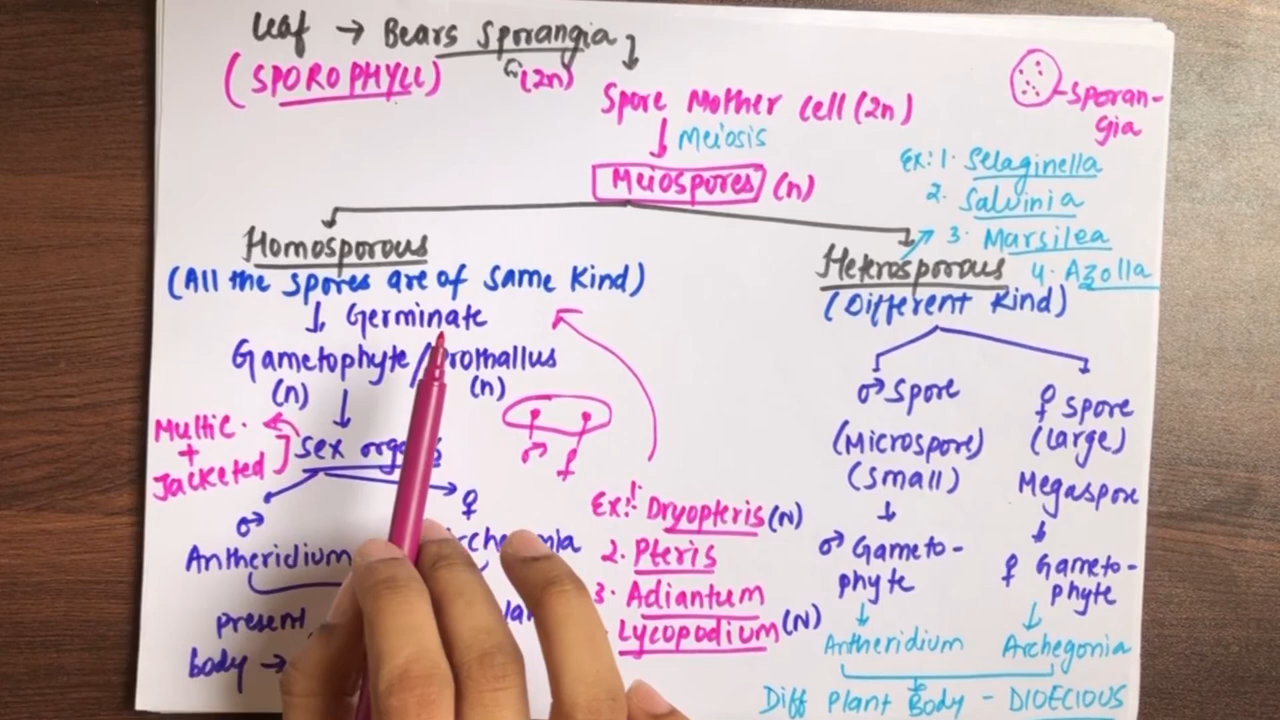 Leaf → Bears Sporangia
(SPOROPHYLL)
(2n)
Spore Mother cell (2n)
Meiosis
Meiospores (n)
Sporan-
gia
Ex: 1. Selaginella
2. Salvinia
3. Marsilea
4. Azolla
Homosporous
(All the spores are of same kind)
↓ Germinate
Gametophyte /
(n)
(n)
Multic.
+
Jacketed
Sex
♂
♀
Antheridium
present
body →
♂
♀
Ex:- 1. Dryopteris (N)
2. Pteris
3. Adiantum
Lycopodium (N)
Heterosporous
(Different Kind)
♂ Spore
(Microspore)
(small)
♂ Gameto-
phyte
Antheridium
♀ spore
(large)
Megaspore
♀ Gameto-
phyte
Archegonia
Diff Plant Body - DIOECIOUS